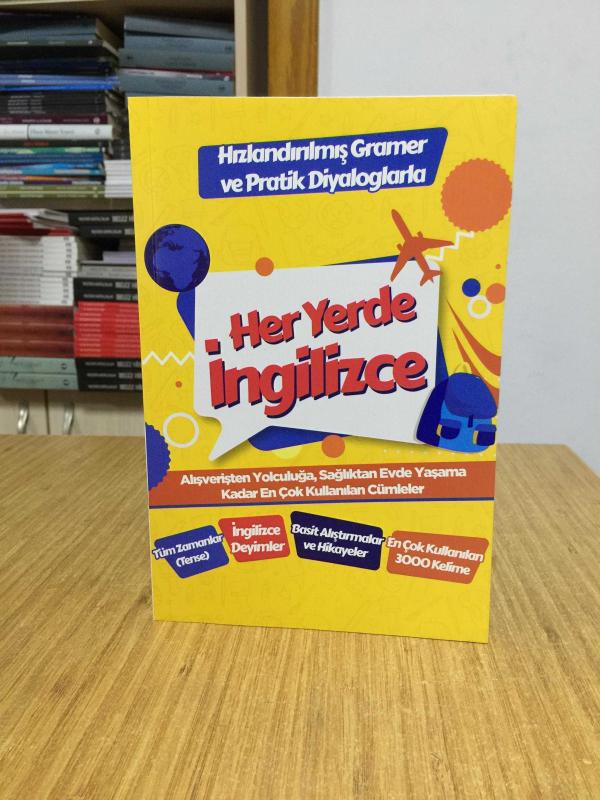 Hızlandırılmış Gramer
ve Pratik Diyaloglarla
Her Yerde
İngilizce
Alışverişten Yolculuğa, Sağlıktan Evde Yaşama
Kadar En Çok Kullanılan Cümleler
Tüm Zamanlar
(Tense)
İngilizce
Deyimler
Basit Alıştırmalar
ve Hikayeler
En Çok Kullanılan
3000 Kelime